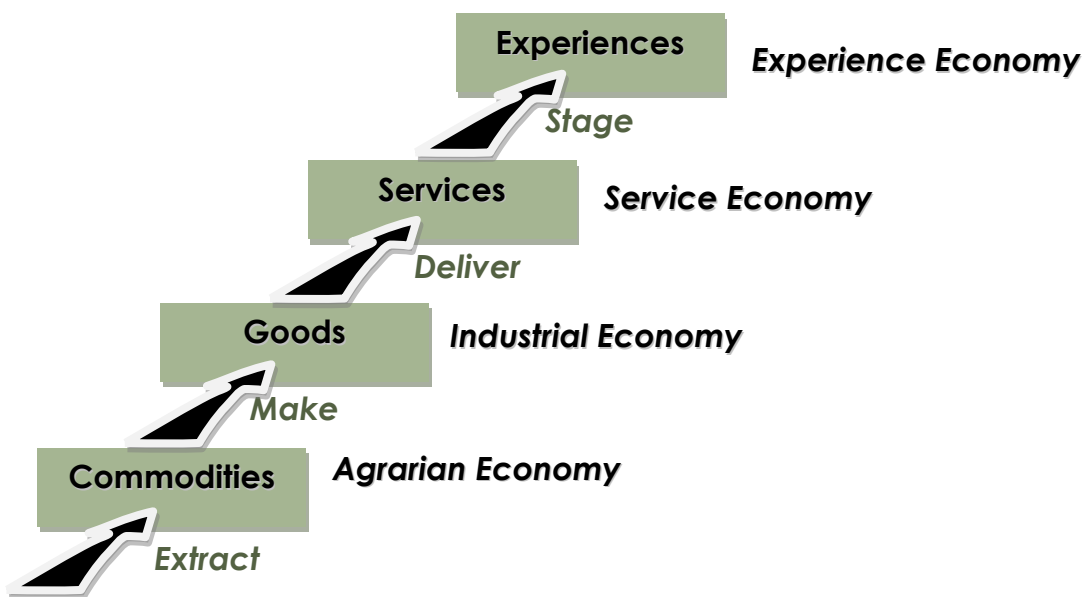 Experiences
Experience Economy
Stage
Services
Service Economy
Deliver
Goods
Industrial Economy
Make
Commodities
Agrarian Economy
Extract